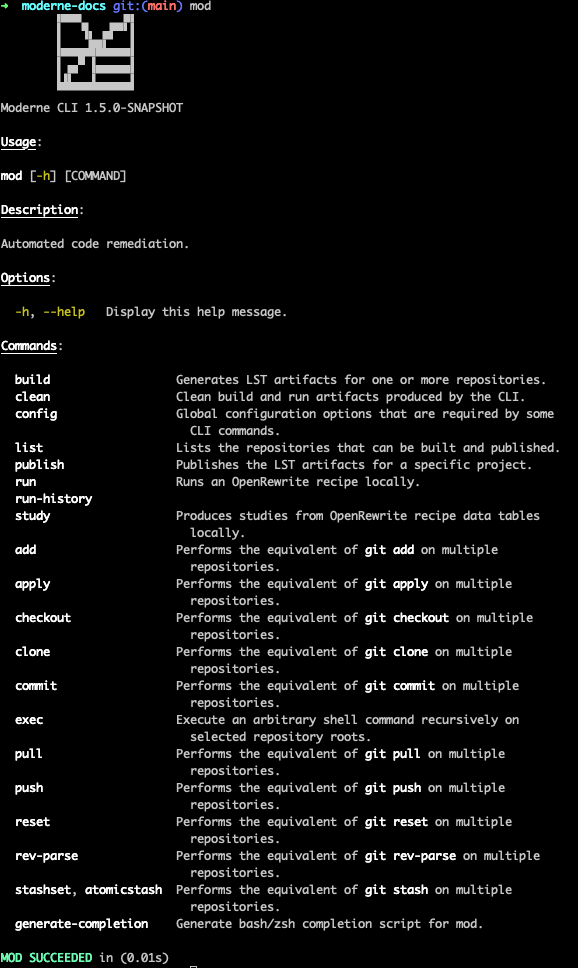 ➜  moderne-docs git:(main) mod
Moderne CLI 1.5.0-SNAPSHOT
Usage:
mod [-h] [COMMAND]
Description:
Automated code remediation.
Options:
-h, --help   Display this help message.
Commands:
build   Generates LST artifacts for one or more repositories.
clean   Clean build and run artifacts produced by the CLI.
config   Global configuration options that are required by some
CLI commands.
list   Lists the repositories that can be built and published.
publish   Publishes the LST artifacts for a specific project.
run   Runs an OpenRewrite recipe locally.
run-history
study   Produces studies from OpenRewrite recipe data tables
locally.
add   Performs the equivalent of git add on multiple
repositories.
apply   Performs the equivalent of git apply on multiple
repositories.
checkout   Performs the equivalent of git checkout on multiple
repositories.
clone   Performs the equivalent of git clone on multiple
repositories.
commit   Performs the equivalent of git commit on multiple
repositories.
exec   Execute an arbitrary shell command recursively on
selected repository roots.
pull   Performs the equivalent of git pull on multiple
repositories.
push   Performs the equivalent of git push on multiple
repositories.
reset   Performs the equivalent of git reset on multiple
repositories.
rev-parse   Performs the equivalent of git rev-parse on multiple
repositories.
stashset, atomicstash   Performs the equivalent of git stash on multiple
repositories.
generate-completion   Generate bash/zsh completion script for mod.
MOD SUCCEEDED in (0.01s)